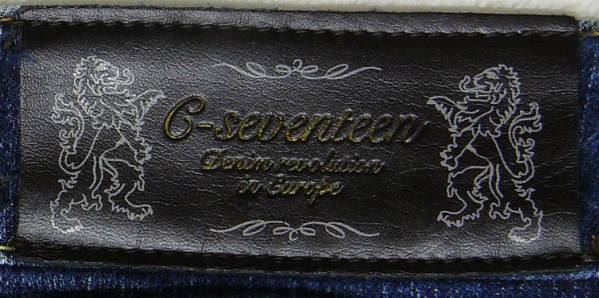 C-seventeen
Denim revolution
in Europe